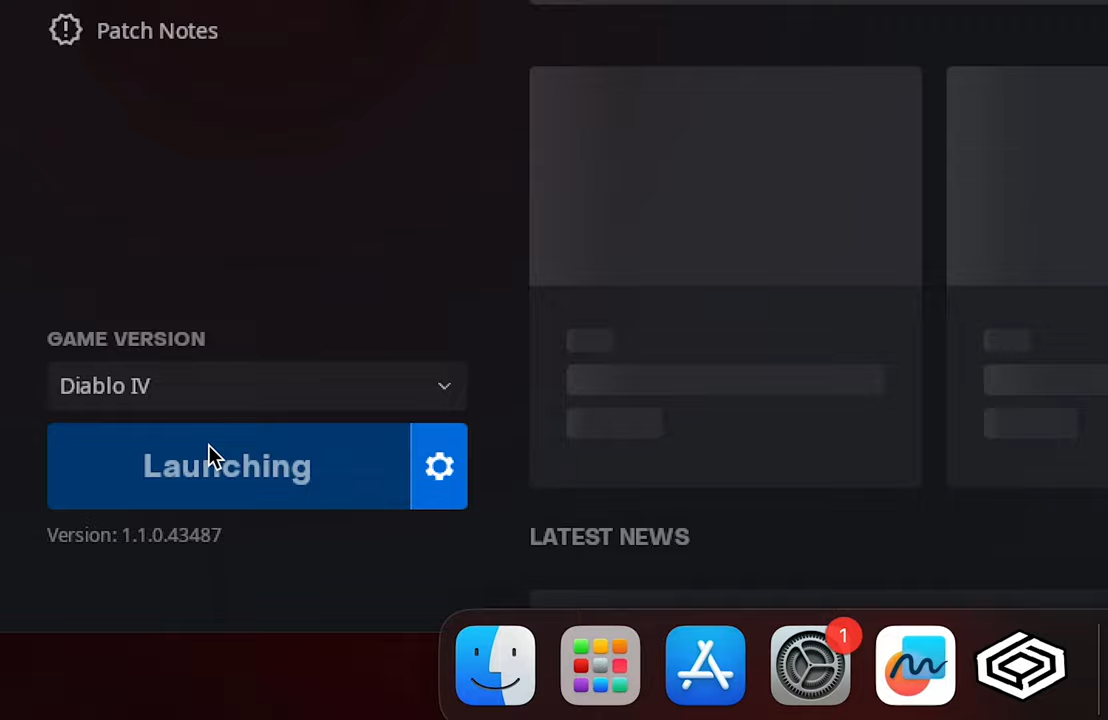 Patch Notes
GAME VERSION
Diablo IV
Launching
Version: 1.1.0.43487
LATEST NEWS
1